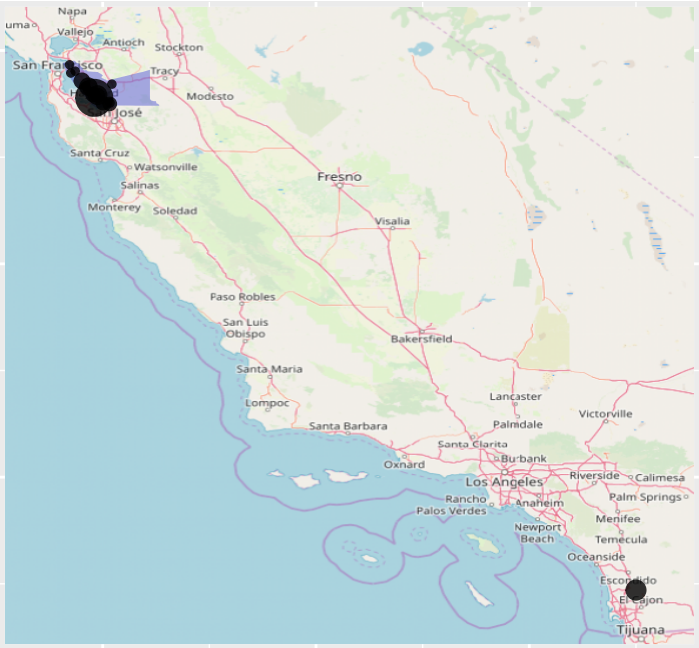 Napa
uma
Vallejo
Antioch
Stockton
San Francisco
Tracy
Modesto
San José
Santa Cruz
Watsonville
Salinas
Monterey
Soledad
Fresno
Visalia
Paso Robles
San Luis
Obispo
Bakersfield
Santa Maria
Lompoc
Lancaster
Palmdale
Victorville
Santa Barbara
Santa Clarita
Burbank
Oxnard
Los Angeles
Riverside
Calimesa
Rancho
Palos Verdes
Anaheim
Palm Springs
Newport
Beach
Menifee
Temecula
Oceanside
Escondido
El Cajon
Tijuana